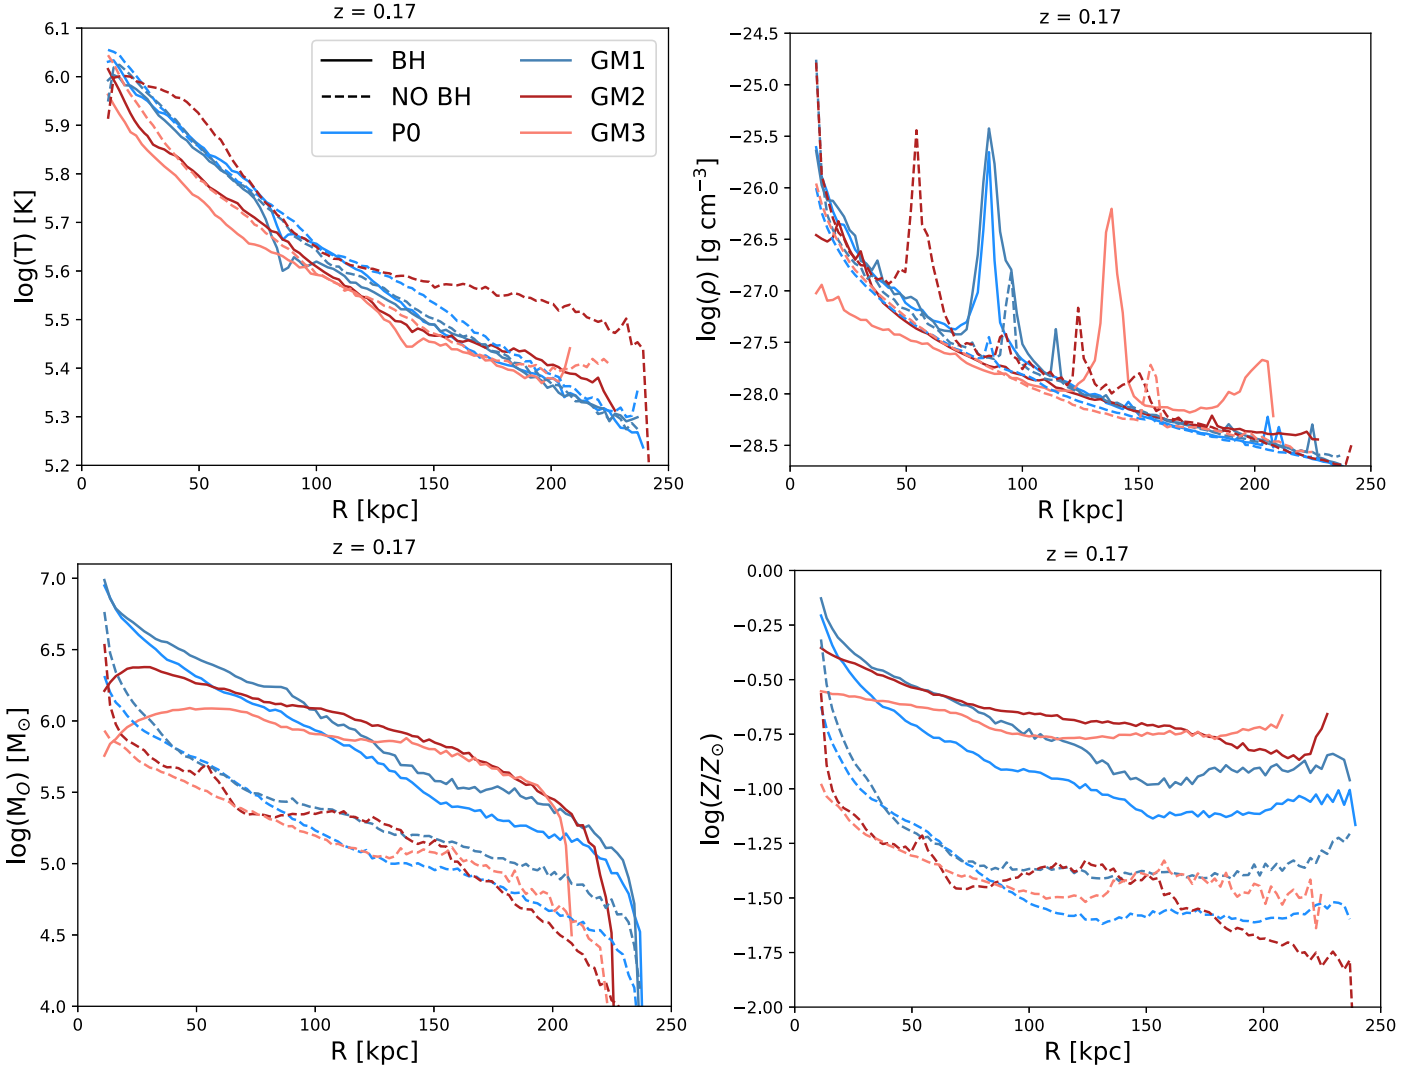 z = 0.17
6.1
6.0
5.9
5.8
5.7
5.6
5.5
5.4
5.3
5.2
log(T) [K]
BH
NO BH
P0
GM1
GM2
GM3
0 50 100 150 200 250
R [kpc]
z = 0.17
−24.5
−25.0
−25.5
−26.0
−26.5
−27.0
−27.5
−28.0
−28.5
log(ρ) [g cm⁻³]
0 50 100 150 200 250
R [kpc]
z = 0.17
7.0
6.5
6.0
5.5
5.0
4.5
4.0
log(M_O) [M_⊙]
0 50 100 150 200 250
R [kpc]
z = 0.17
0.00
−0.25
−0.50
−0.75
−1.00
−1.25
−1.50
−1.75
−2.00
log(Z/Z_⊙)
0 50 100 150 200 250
R [kpc]